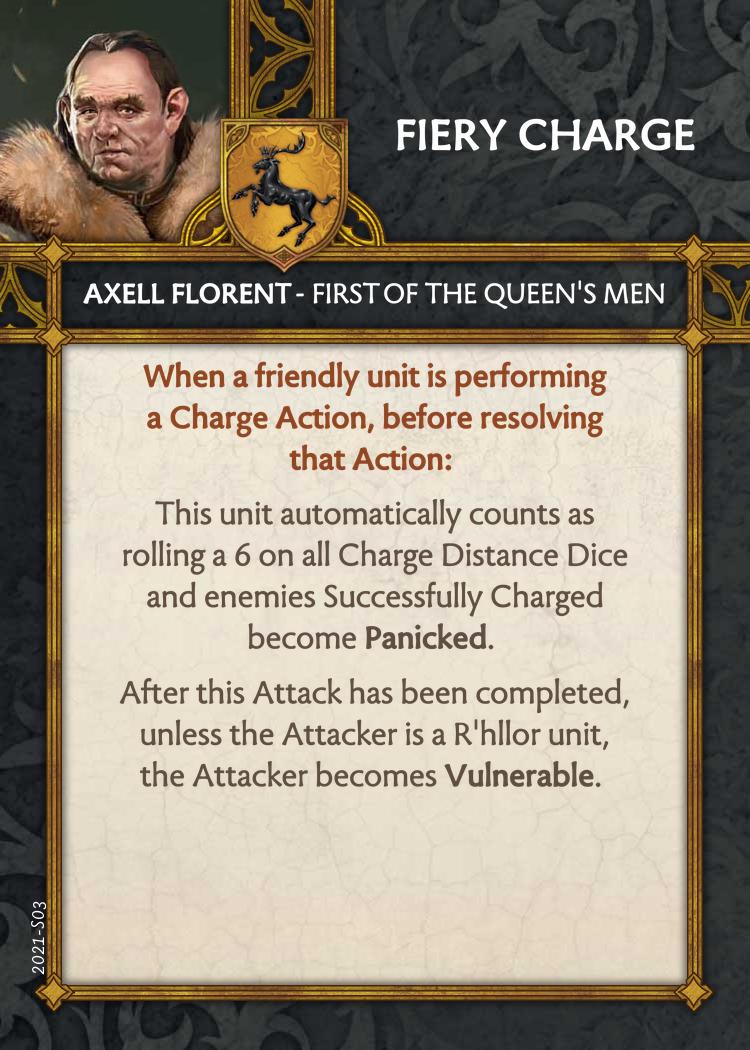 FIERY CHARGE
AXELL FLORENT - FIRST OF THE QUEEN'S MEN
When a friendly unit is performing
a Charge Action, before resolving
that Action:
This unit automatically counts as
rolling a 6 on all Charge Distance Dice
and enemies Successfully Charged
become Panicked.
After this Attack has been completed,
unless the Attacker is a R'hllor unit,
the Attacker becomes Vulnerable.
2021-S03